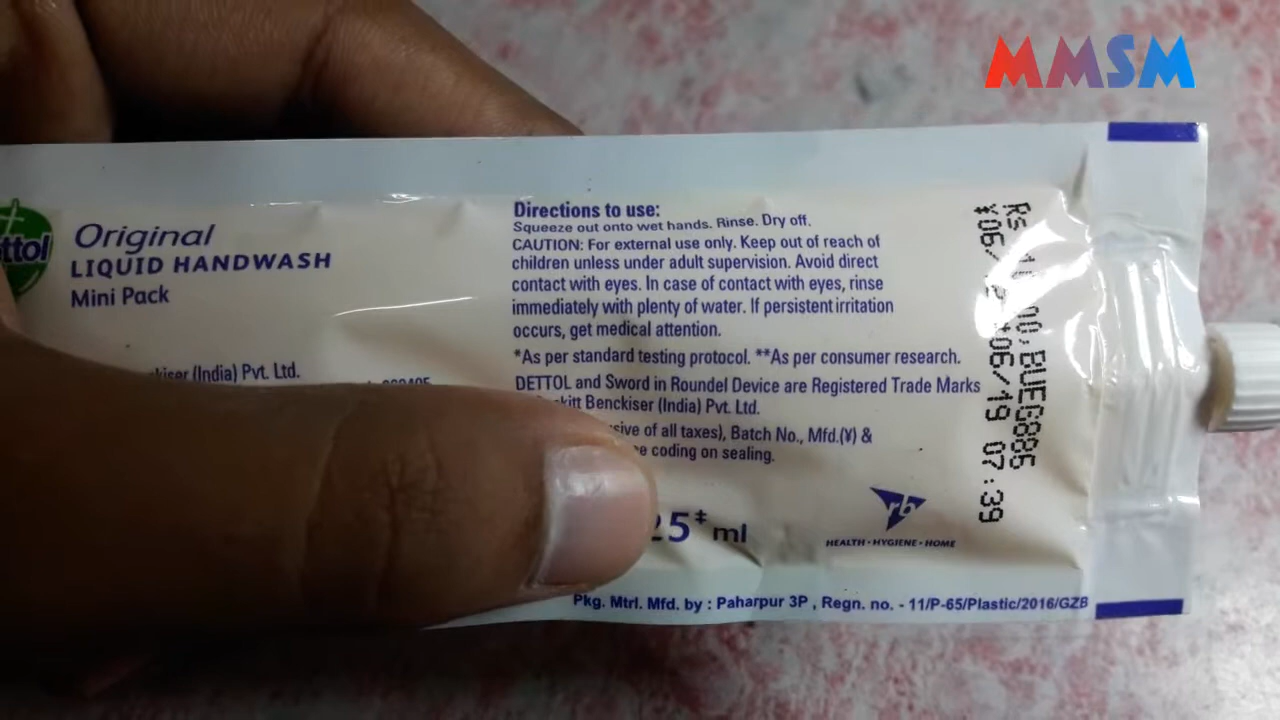 MMSM
ttol
Original
LIQUID HANDWASH
Mini Pack
(India) Pvt. Ltd.
Directions to use:
Squeeze out onto wet hands. Rinse. Dry off.
CAUTION: For external use only. Keep out of reach of
children unless under adult supervision. Avoid direct
contact with eyes. In case of contact with eyes, rinse
immediately with plenty of water. If persistent irritation
occurs, get medical attention.
*As per standard testing protocol. **As per consumer research.
DETTOL and Sword in Roundel Device are Registered Trade Marks
Benckiser (India) Pvt. Ltd.
of all taxes), Batch No., Mfd.(¥) &
coding on sealing.
25‡ ml
rb
HEALTH • HYGIENE • HOME
Pkg. Mtrl. Mfd. by : Paharpur 3P , Regn. no. - 11/P-65/Plastic/2016/GZB
Rs
06/19 07:39